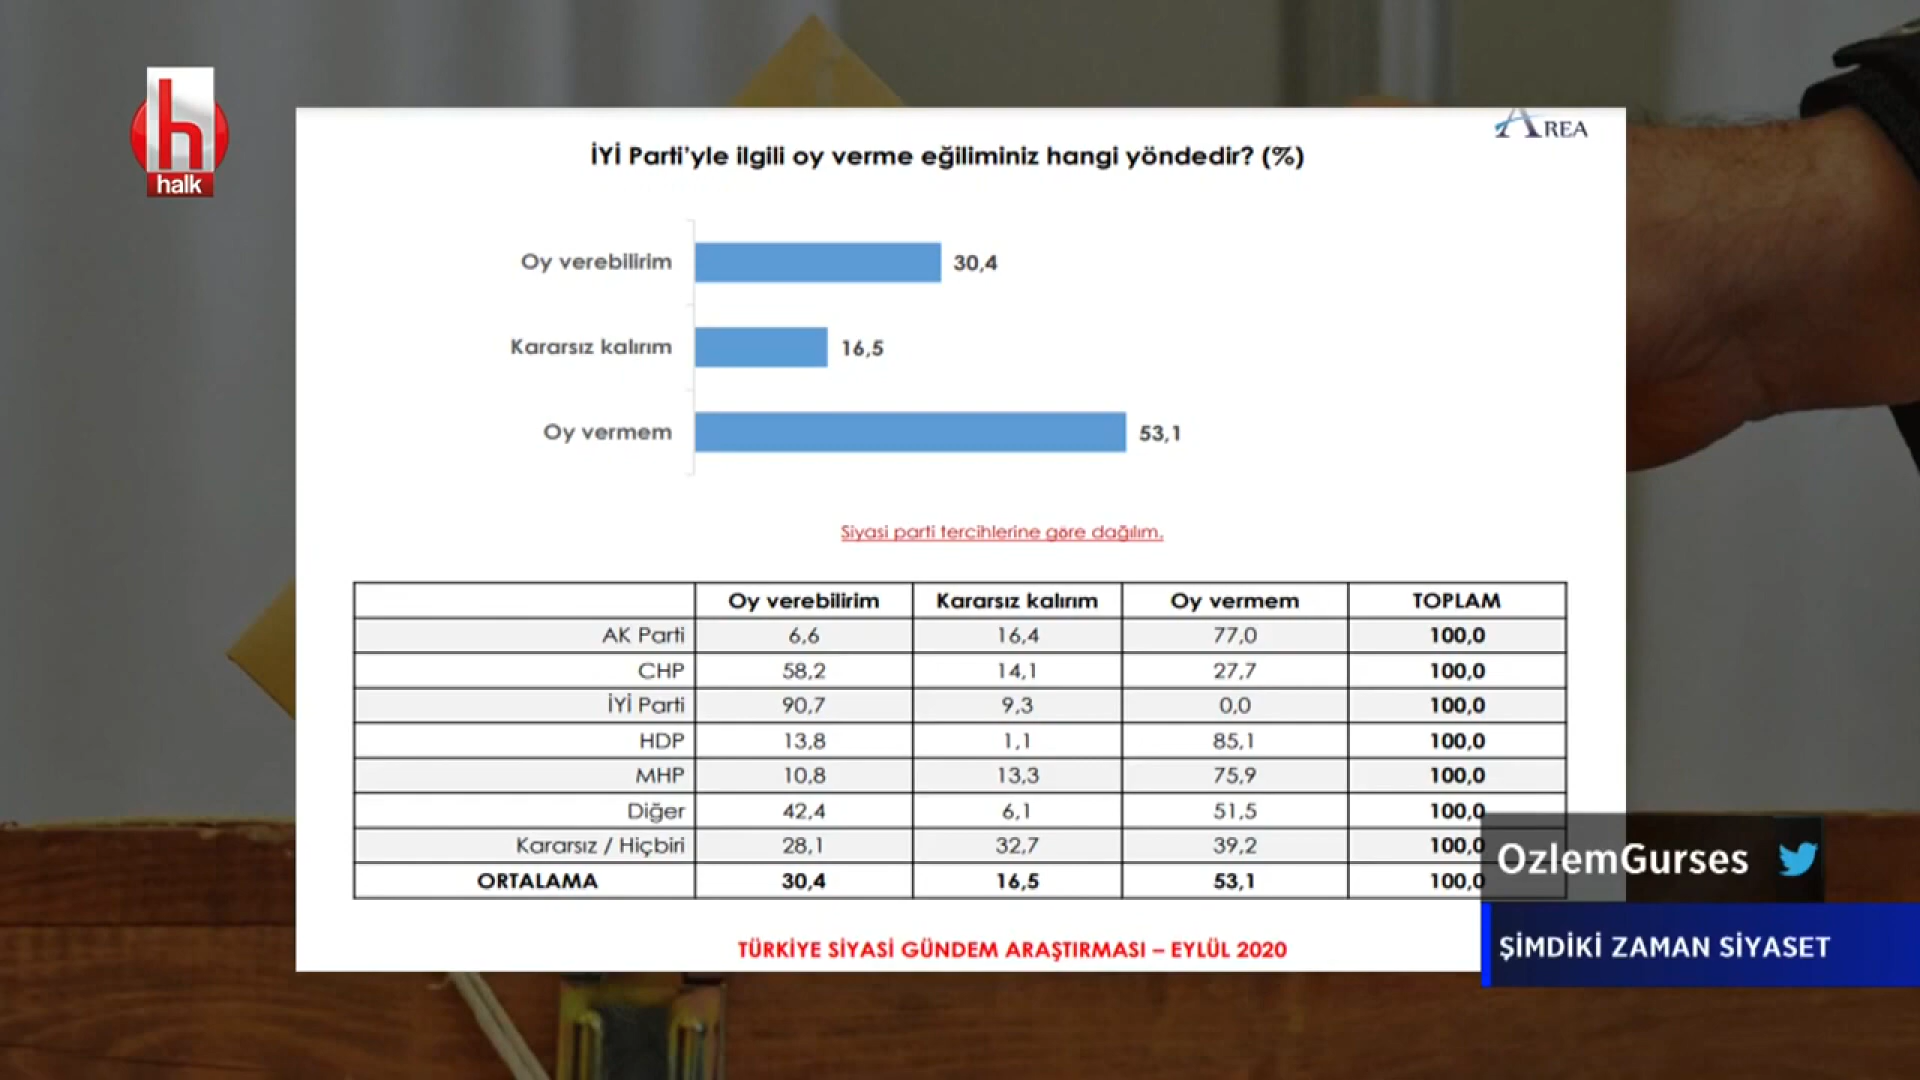 h
halk
AREA
İYİ Parti'yle ilgili oy verme eğiliminiz hangi yöndedir? (%)
Oy verebilirim 30,4
Kararsız kalırım 16,5
Oy vermem 53,1
Siyasi parti tercihlerine göre dağılım.
Oy verebilirim Kararsız kalırım Oy vermem TOPLAM
AK Parti 6,6 16,4 77,0 100,0
CHP 58,2 14,1 27,7 100,0
İYİ Parti 90,7 9,3 0,0 100,0
HDP 13,8 1,1 85,1 100,0
MHP 10,8 13,3 75,9 100,0
Diğer 42,4 6,1 51,5 100,0
Kararsız / Hiçbiri 28,1 32,7 39,2 100,0
ORTALAMA 30,4 16,5 53,1 100,0
OzlemGurses
TÜRKİYE SİYASİ GÜNDEM ARAŞTIRMASI – EYLÜL 2020
ŞİMDİKİ ZAMAN SİYASET